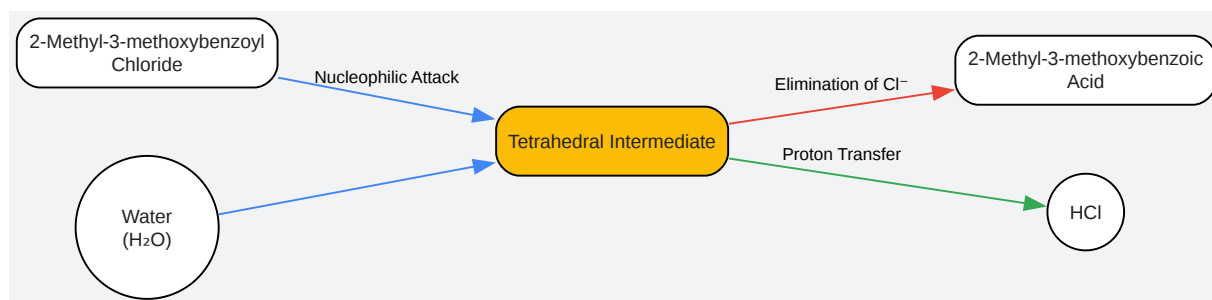 2-Methyl-3-methoxybenzoyl
Chloride
Nucleophilic Attack
Water
(H₂O)
Tetrahedral Intermediate
Elimination of Cl⁻
Proton Transfer
2-Methyl-3-methoxybenzoic
Acid
HCl